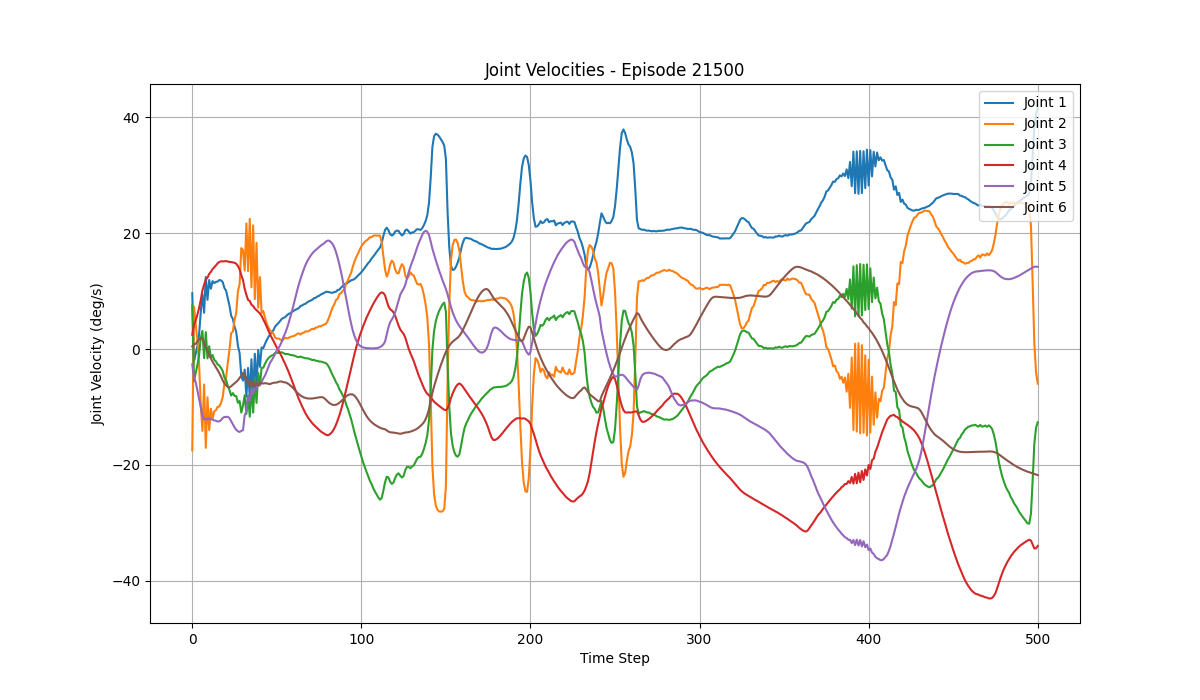 Joint Velocities - Episode 21500
Joint Velocity (deg/s)
40
20
0
−20
−40
0
100
200
300
400
500
Time Step
Joint 1
Joint 2
Joint 3
Joint 4
Joint 5
Joint 6